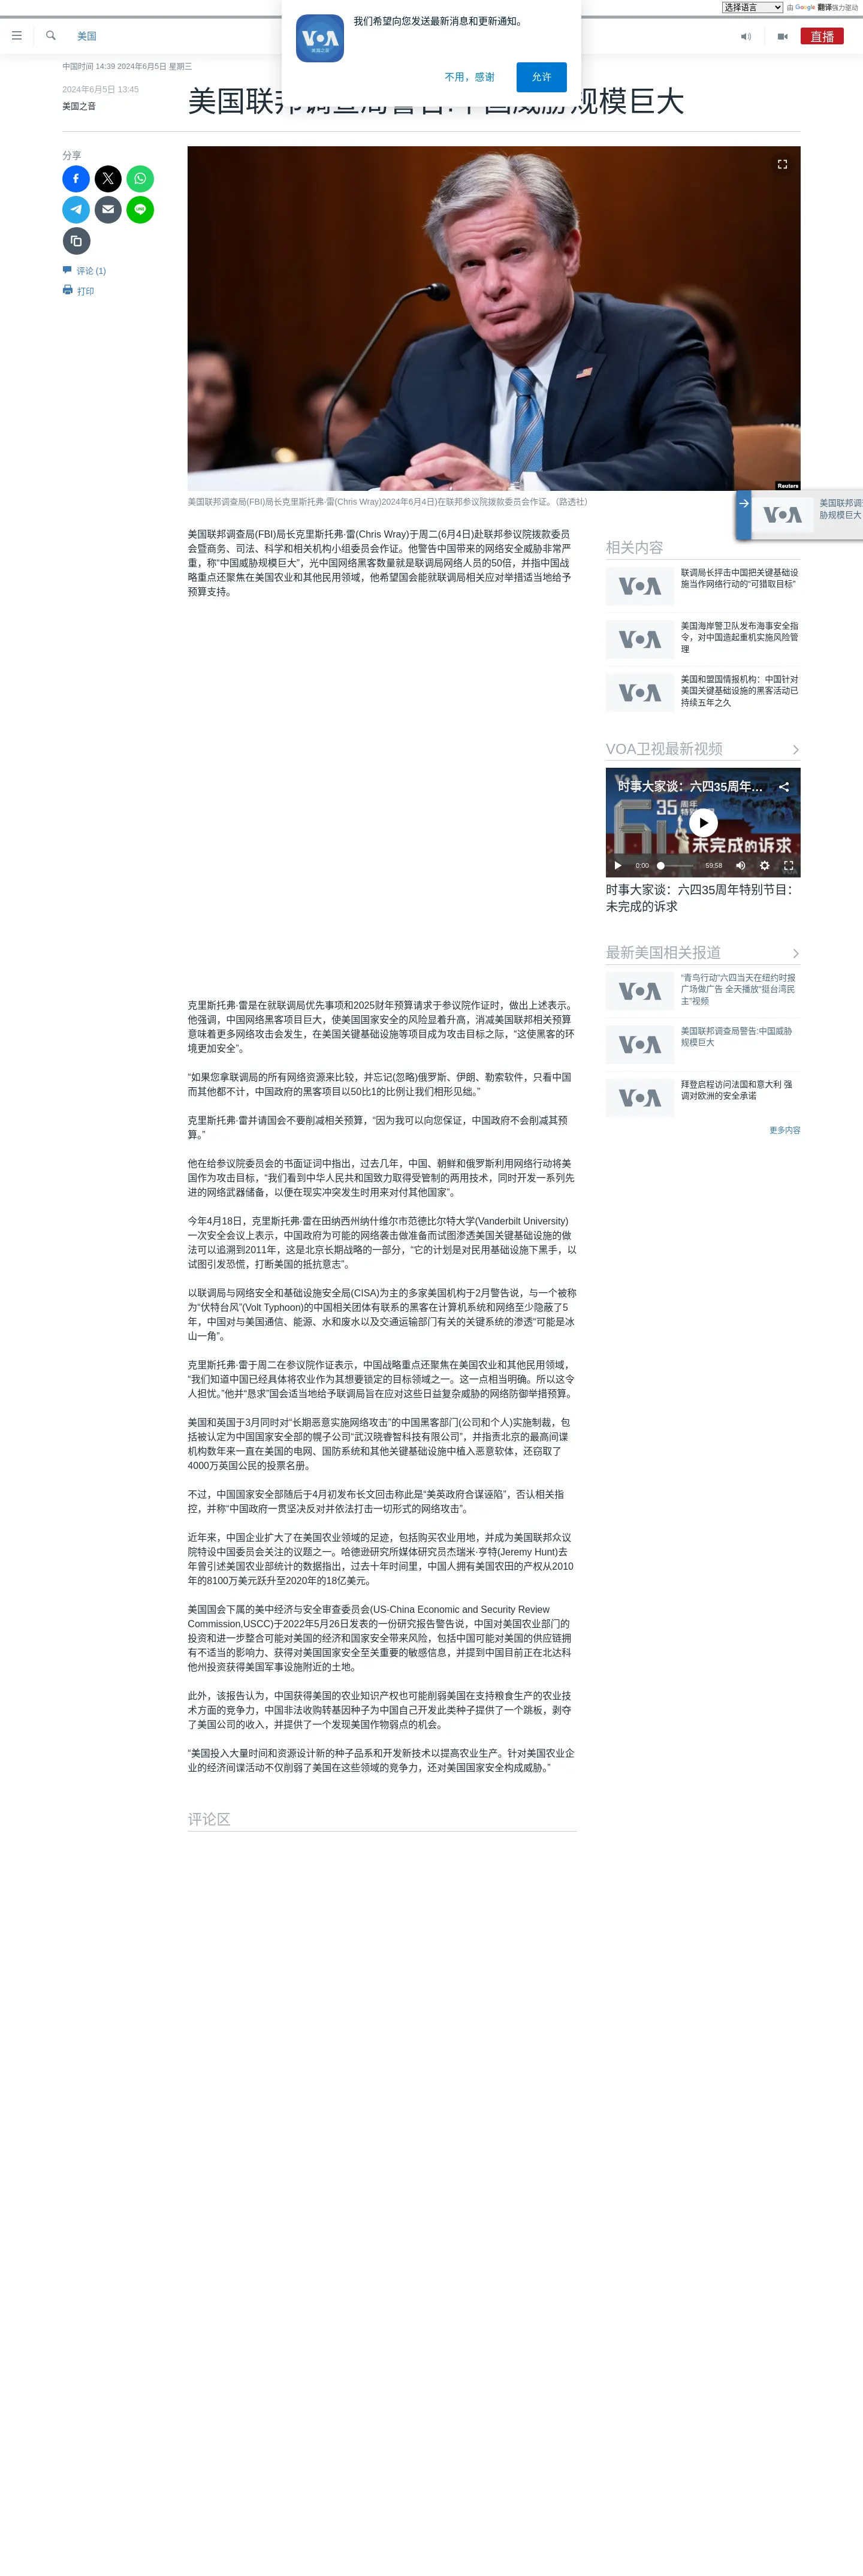 选择语言 由 Google 翻译强力驱动
我们希望向您发送最新消息和更新通知。
VOA
美国之音
不用，感谢
允许
美国
直播
中国时间 14:39 2024年6月5日 星期三
2024年6月5日 13:45
美国之音
美国联邦调查局警告:中国威胁规模巨大
分享
评论 (1)
打印
Reuters
美国联邦调查局(FBI)局长克里斯托弗·雷(Chris Wray)2024年6月4日)在联邦参议院拨款委员会作证。（路透社）
美国联邦调查局(FBI)局长克里斯托弗·雷(Chris Wray)于周二(6月4日)赴联邦参议院拨款委员
会暨商务、司法、科学和相关机构小组委员会作证。他警告中国带来的网络安全威胁非常严
重，称“中国威胁规模巨大”，光中国网络黑客数量就是联调局网络人员的50倍，并指中国战
略重点还聚焦在美国农业和其他民用领域，他希望国会能就联调局相关应对举措适当地给予
预算支持。
克里斯托弗·雷是在就联调局优先事项和2025财年预算请求于参议院作证时，做出上述表示。
他强调，中国网络黑客项目巨大，使美国国家安全的风险显着升高，消减美国联邦相关预算
意味着更多网络攻击会发生，在美国关键基础设施等项目成为攻击目标之际，“这使黑客的环
境更加安全”。
“如果您拿联调局的所有网络资源来比较，并忘记(忽略)俄罗斯、伊朗、勒索软件，只看中国
而其他都不计，中国政府的黑客项目以50比1的比例让我们相形见绌。”
克里斯托弗·雷并请国会不要削减相关预算，“因为我可以向您保证，中国政府不会削减其预
算。”
他在给参议院委员会的书面证词中指出，过去几年，中国、朝鲜和俄罗斯利用网络行动将美
国作为攻击目标，“我们看到中华人民共和国致力取得受管制的两用技术，同时开发一系列先
进的网络武器储备，以便在现实冲突发生时用来对付其他国家”。
今年4月18日，克里斯托弗·雷在田纳西州纳什维尔市范德比尔特大学(Vanderbilt University)
一次安全会议上表示，中国政府为可能的网络袭击做准备而试图渗透美国关键基础设施的做
法可以追溯到2011年，这是北京长期战略的一部分，“它的计划是对民用基础设施下黑手，以
试图引发恐慌，打断美国的抵抗意志”。
以联调局与网络安全和基础设施安全局(CISA)为主的多家美国机构于2月警告说，与一个被称
为“伏特台风”(Volt Typhoon)的中国相关团体有联系的黑客在计算机系统和网络至少隐蔽了5
年，中国对与美国通信、能源、水和废水以及交通运输部门有关的关键系统的渗透“可能是冰
山一角”。
克里斯托弗·雷于周二在参议院作证表示，中国战略重点还聚焦在美国农业和其他民用领域，
“我们知道中国已经具体将农业作为其想要锁定的目标领域之一。这一点相当明确。所以这令
人担忧。”他并“恳求”国会适当地给予联调局旨在应对这些日益复杂威胁的网络防御举措预算。
美国和英国于3月同时对“长期恶意实施网络攻击”的中国黑客部门(公司和个人)实施制裁，包
括被认定为中国国家安全部的幌子公司“武汉晓睿智科技有限公司”，并指责北京的最高间谍
机构数年来一直在美国的电网、国防系统和其他关键基础设施中植入恶意软体，还窃取了
4000万英国公民的投票名册。
不过，中国国家安全部随后于4月初发布长文回击称此是“美英政府合谋诬陷”，否认相关指
控，并称“中国政府一贯坚决反对并依法打击一切形式的网络攻击”。
近年来，中国企业扩大了在美国农业领域的足迹，包括购买农业用地，并成为美国联邦众议
院特设中国委员会关注的议题之一。哈德逊研究所媒体研究员杰瑞米·亨特(Jeremy Hunt)去
年曾引述美国农业部统计的数据指出，过去十年时间里，中国人拥有美国农田的产权从2010
年的8100万美元跃升至2020年的18亿美元。
美国国会下属的美中经济与安全审查委员会(US-China Economic and Security Review
Commission,USCC)于2022年5月26日发表的一份研究报告警告说，中国对美国农业部门的
投资和进一步整合可能对美国的经济和国家安全带来风险，包括中国可能对美国的供应链拥
有不适当的影响力、获得对美国国家安全至关重要的敏感信息，并提到中国目前正在北达科
他州投资获得美国军事设施附近的土地。
此外，该报告认为，中国获得美国的农业知识产权也可能削弱美国在支持粮食生产的农业技
术方面的竞争力，中国非法收购转基因种子为中国自己开发此类种子提供了一个跳板，剥夺
了美国公司的收入，并提供了一个发现美国作物弱点的机会。
“美国投入大量时间和资源设计新的种子品系和开发新技术以提高农业生产。针对美国农业企
业的经济间谍活动不仅削弱了美国在这些领域的竞争力，还对美国国家安全构成威胁。”
评论区
VOA
美国联邦调查
胁规模巨大
相关内容
VOA
联调局长抨击中国把关键基础设
施当作网络行动的“可猎取目标”
VOA
美国海岸警卫队发布海事安全指
令，对中国造起重机实施风险管
理
VOA
美国和盟国情报机构：中国针对
美国关键基础设施的黑客活动已
持续五年之久
VOA卫视最新视频
时事大家谈：六四35周年…
35 周年
未完成的诉求
0:00
59:58
时事大家谈：六四35周年特别节目：
未完成的诉求
最新美国相关报道
VOA
“青鸟行动”六四当天在纽约时报
广场做广告 全天播放“挺台湾民
主”视频
VOA
美国联邦调查局警告:中国威胁
规模巨大
VOA
拜登启程访问法国和意大利 强
调对欧洲的安全承诺
更多内容